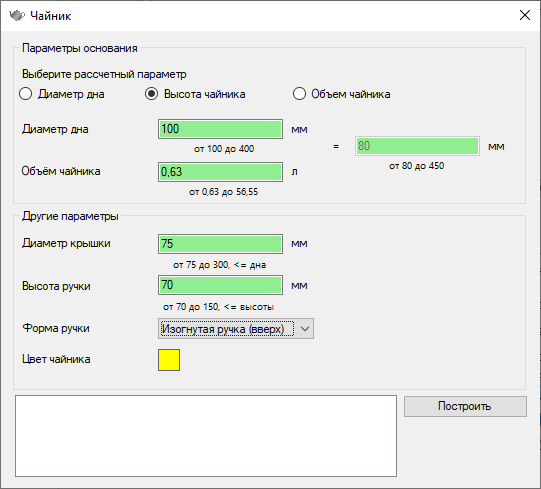 Чайник
Параметры основания
Выберите рассчетный параметр
Диаметр дна
Высота чайника
Объем чайника
Диаметр дна 100 мм
от 100 до 400
= 80 мм
от 80 до 450
Объём чайника 0,63 л
от 0,63 до 56,55
Другие параметры
Диаметр крышки 75 мм
от 75 до 300, <= дна
Высота ручки 70 мм
от 70 до 150, <= высоты
Форма ручки Изогнутая ручка (вверх)
Цвет чайника
Построить